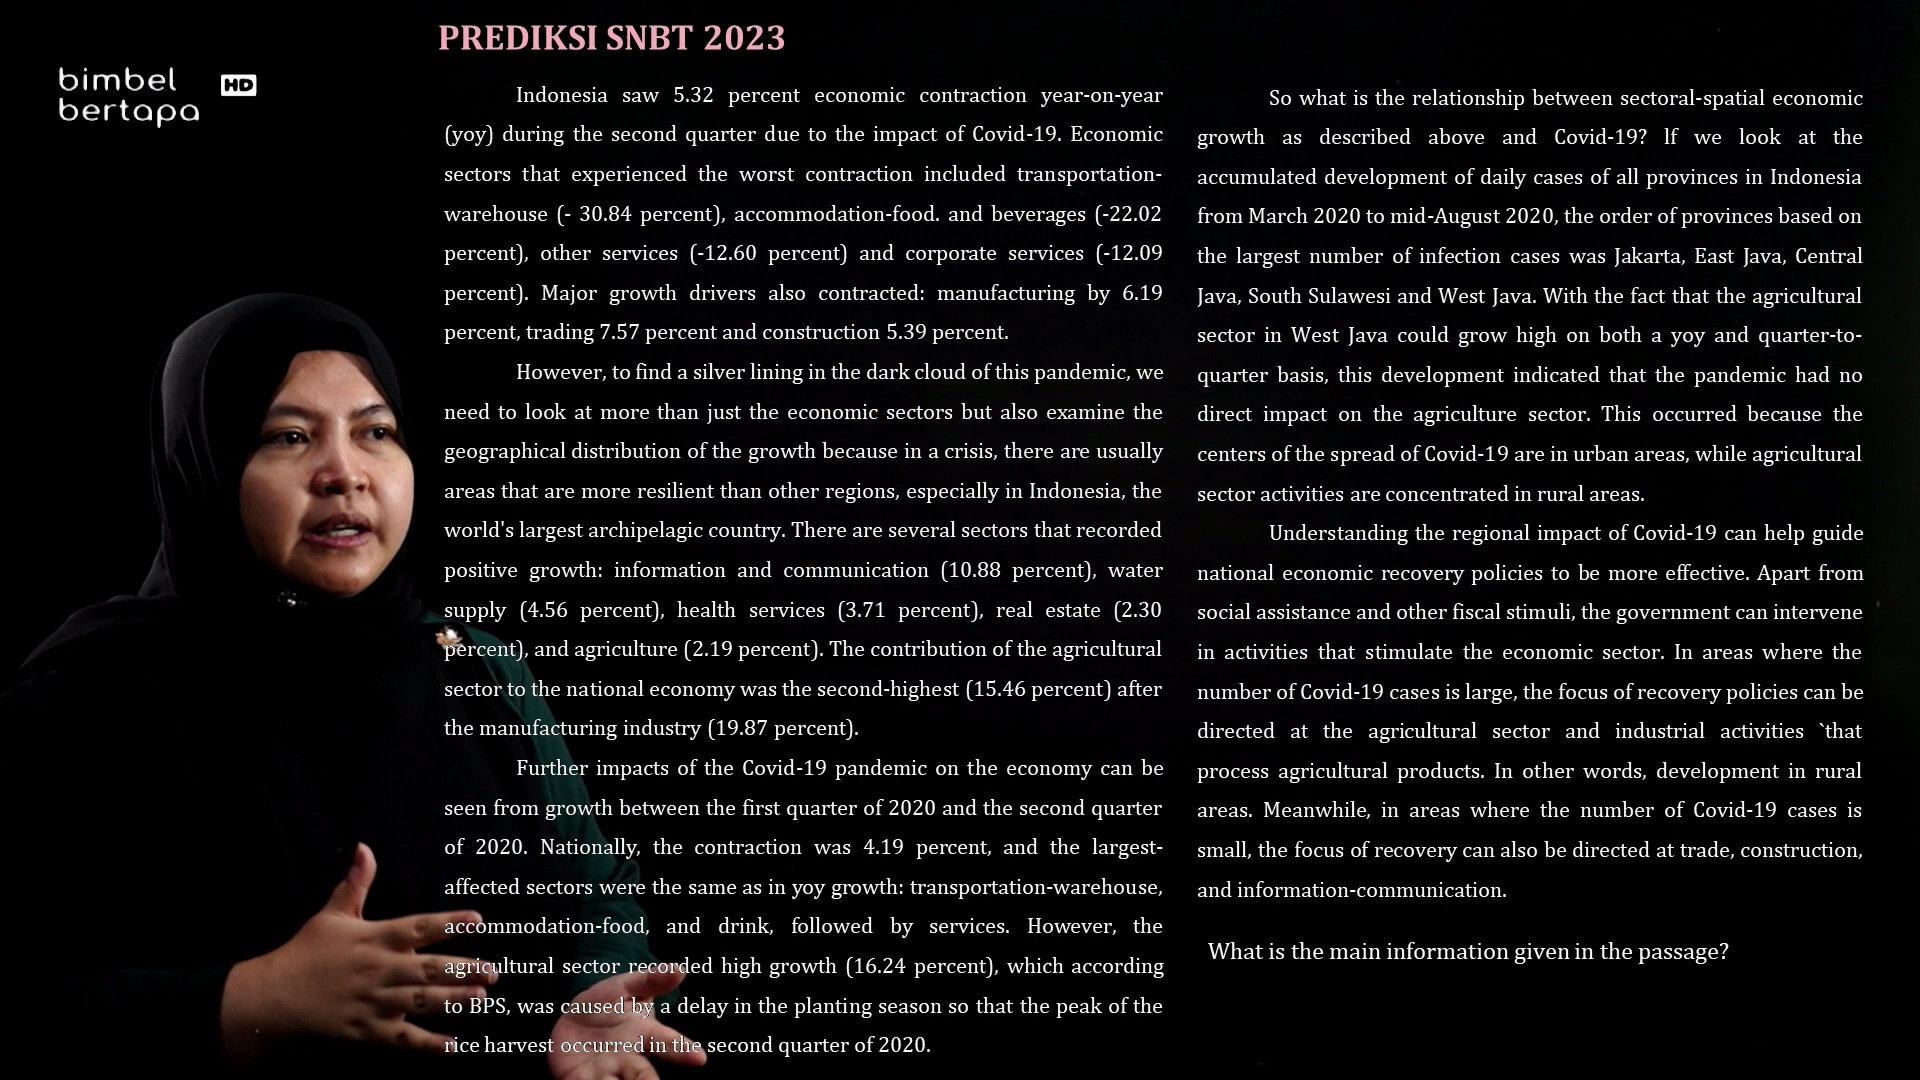 PREDIKSI SNBT 2023
bimbel
bertapa
HD
Indonesia saw 5.32 percent economic contraction year-on-year
(yoy) during the second quarter due to the impact of Covid-19. Economic
sectors that experienced the worst contraction included transportation-
warehouse (- 30.84 percent), accommodation-food. and beverages (-22.02
percent), other services (-12.60 percent) and corporate services (-12.09
percent). Major growth drivers also contracted: manufacturing by 6.19
percent, trading 7.57 percent and construction 5.39 percent.
However, to find a silver lining in the dark cloud of this pandemic, we
need to look at more than just the economic sectors but also examine the
geographical distribution of the growth because in a crisis, there are usually
areas that are more resilient than other regions, especially in Indonesia, the
world's largest archipelagic country. There are several sectors that recorded
positive growth: information and communication (10.88 percent), water
supply (4.56 percent), health services (3.71 percent), real estate (2.30
percent), and agriculture (2.19 percent). The contribution of the agricultural
sector to the national economy was the second-highest (15.46 percent) after
the manufacturing industry (19.87 percent).
Further impacts of the Covid-19 pandemic on the economy can be
seen from growth between the first quarter of 2020 and the second quarter
of 2020. Nationally, the contraction was 4.19 percent, and the largest-
affected sectors were the same as in yoy growth: transportation-warehouse,
accommodation-food, and drink, followed by services. However, the
agricultural sector recorded high growth (16.24 percent), which according
to BPS, was caused by a delay in the planting season so that the peak of the
rice harvest occurred in the second quarter of 2020.
So what is the relationship between sectoral-spatial economic
growth as described above and Covid-19? lf we look at the
accumulated development of daily cases of all provinces in Indonesia
from March 2020 to mid-August 2020, the order of provinces based on
the largest number of infection cases was Jakarta, East Java, Central
Java, South Sulawesi and West Java. With the fact that the agricultural
sector in West Java could grow high on both a yoy and quarter-to-
quarter basis, this development indicated that the pandemic had no
direct impact on the agriculture sector. This occurred because the
centers of the spread of Covid-19 are in urban areas, while agricultural
sector activities are concentrated in rural areas.
Understanding the regional impact of Covid-19 can help guide
national economic recovery policies to be more effective. Apart from
social assistance and other fiscal stimuli, the government can intervene
in activities that stimulate the economic sector. In areas where the
number of Covid-19 cases is large, the focus of recovery policies can be
directed at the agricultural sector and industrial activities `that
process agricultural products. In other words, development in rural
areas. Meanwhile, in areas where the number of Covid-19 cases is
small, the focus of recovery can also be directed at trade, construction,
and information-communication.
What is the main information given in the passage?